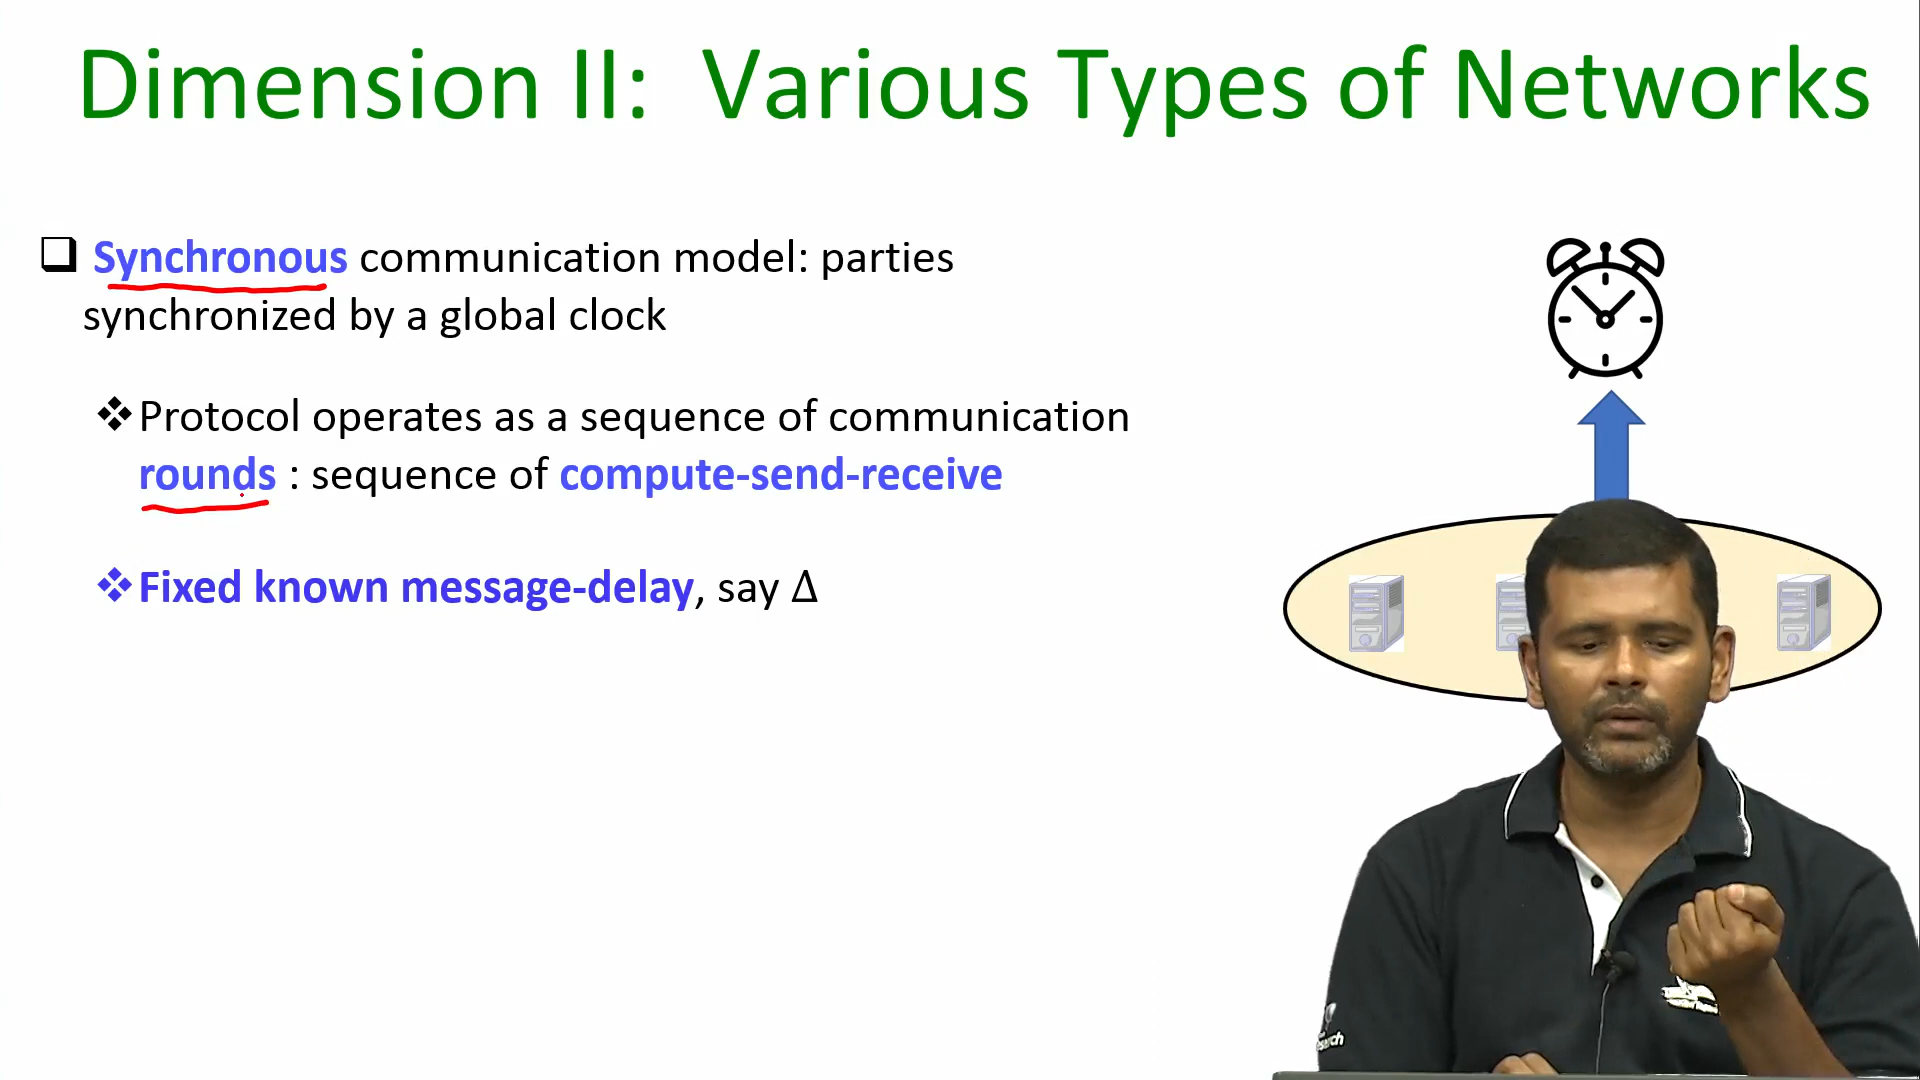 Dimension II: Various Types of Networks
Synchronous communication model: parties
synchronized by a global clock
Protocol operates as a sequence of communication
rounds : sequence of compute-send-receive
Fixed known message-delay, say Δ